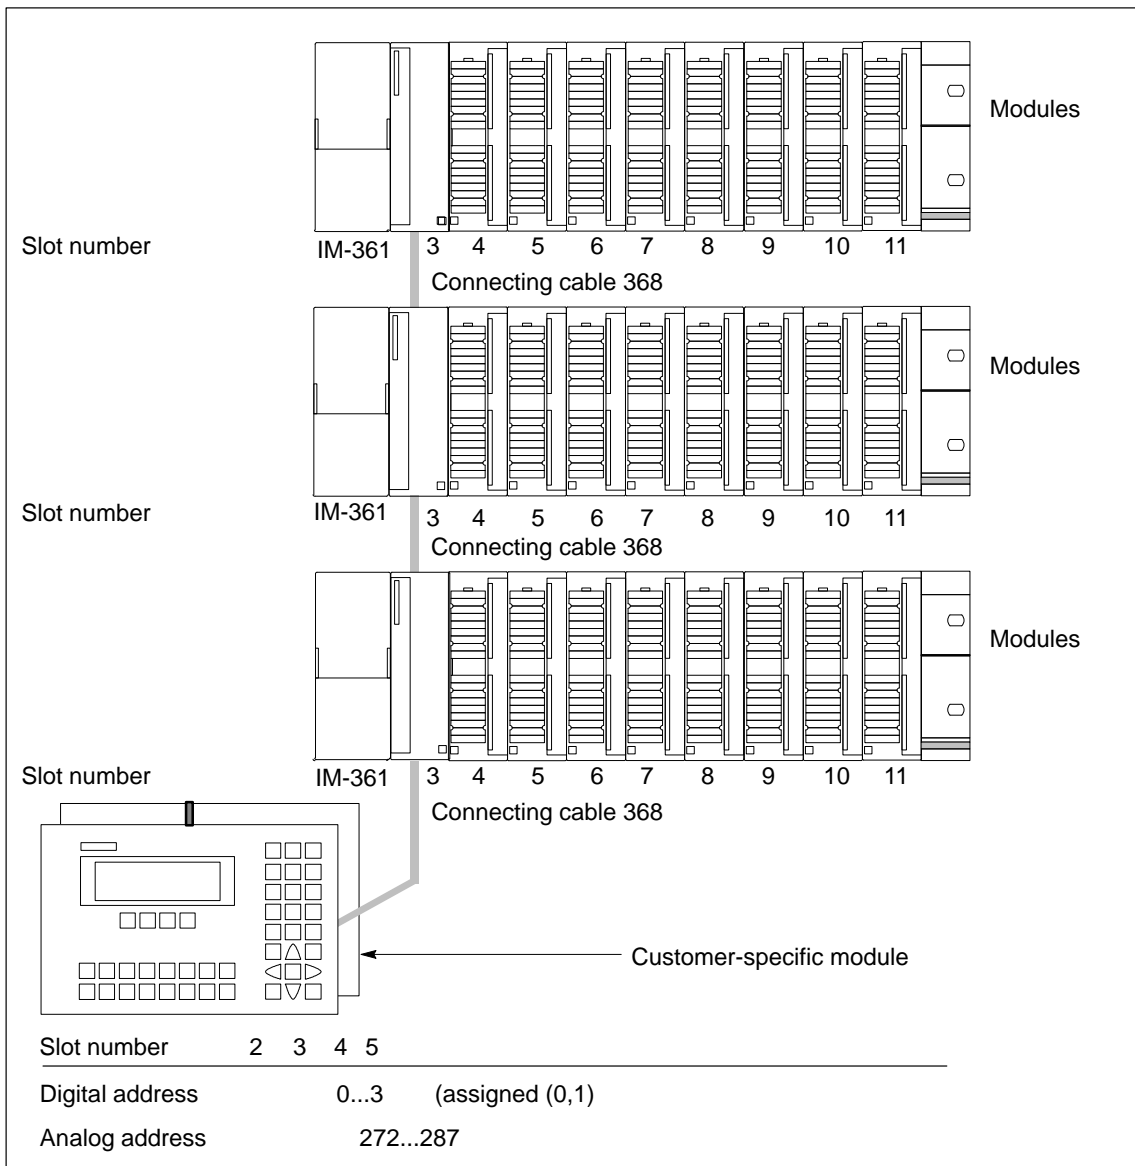 Modules
Slot number IM-361 3 4 5 6 7 8 9 10 11
Connecting cable 368
Modules
Slot number IM-361 3 4 5 6 7 8 9 10 11
Connecting cable 368
Modules
Slot number IM-361 3 4 5 6 7 8 9 10 11
Connecting cable 368
Customer-specific module
Slot number 2 3 4 5
Digital address 0...3 (assigned (0,1)
Analog address 272...287